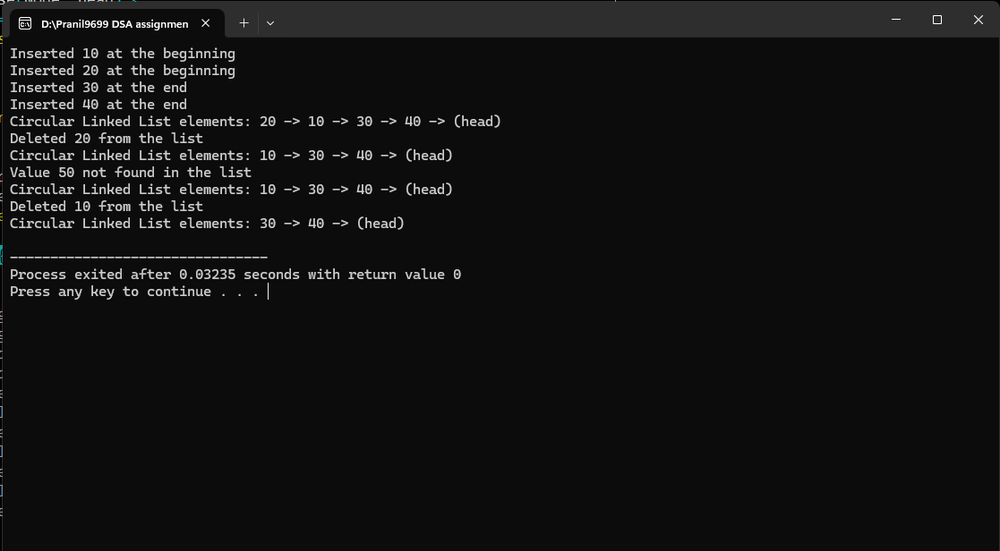 D:\Pranil9699 DSA assignmen
Inserted 10 at the beginning
Inserted 20 at the beginning
Inserted 30 at the end
Inserted 40 at the end
Circular Linked List elements: 20 -> 10 -> 30 -> 40 -> (head)
Deleted 20 from the list
Circular Linked List elements: 10 -> 30 -> 40 -> (head)
Value 50 not found in the list
Circular Linked List elements: 10 -> 30 -> 40 -> (head)
Deleted 10 from the list
Circular Linked List elements: 30 -> 40 -> (head)
--------------------------------
Process exited after 0.03235 seconds with return value 0
Press any key to continue . . .